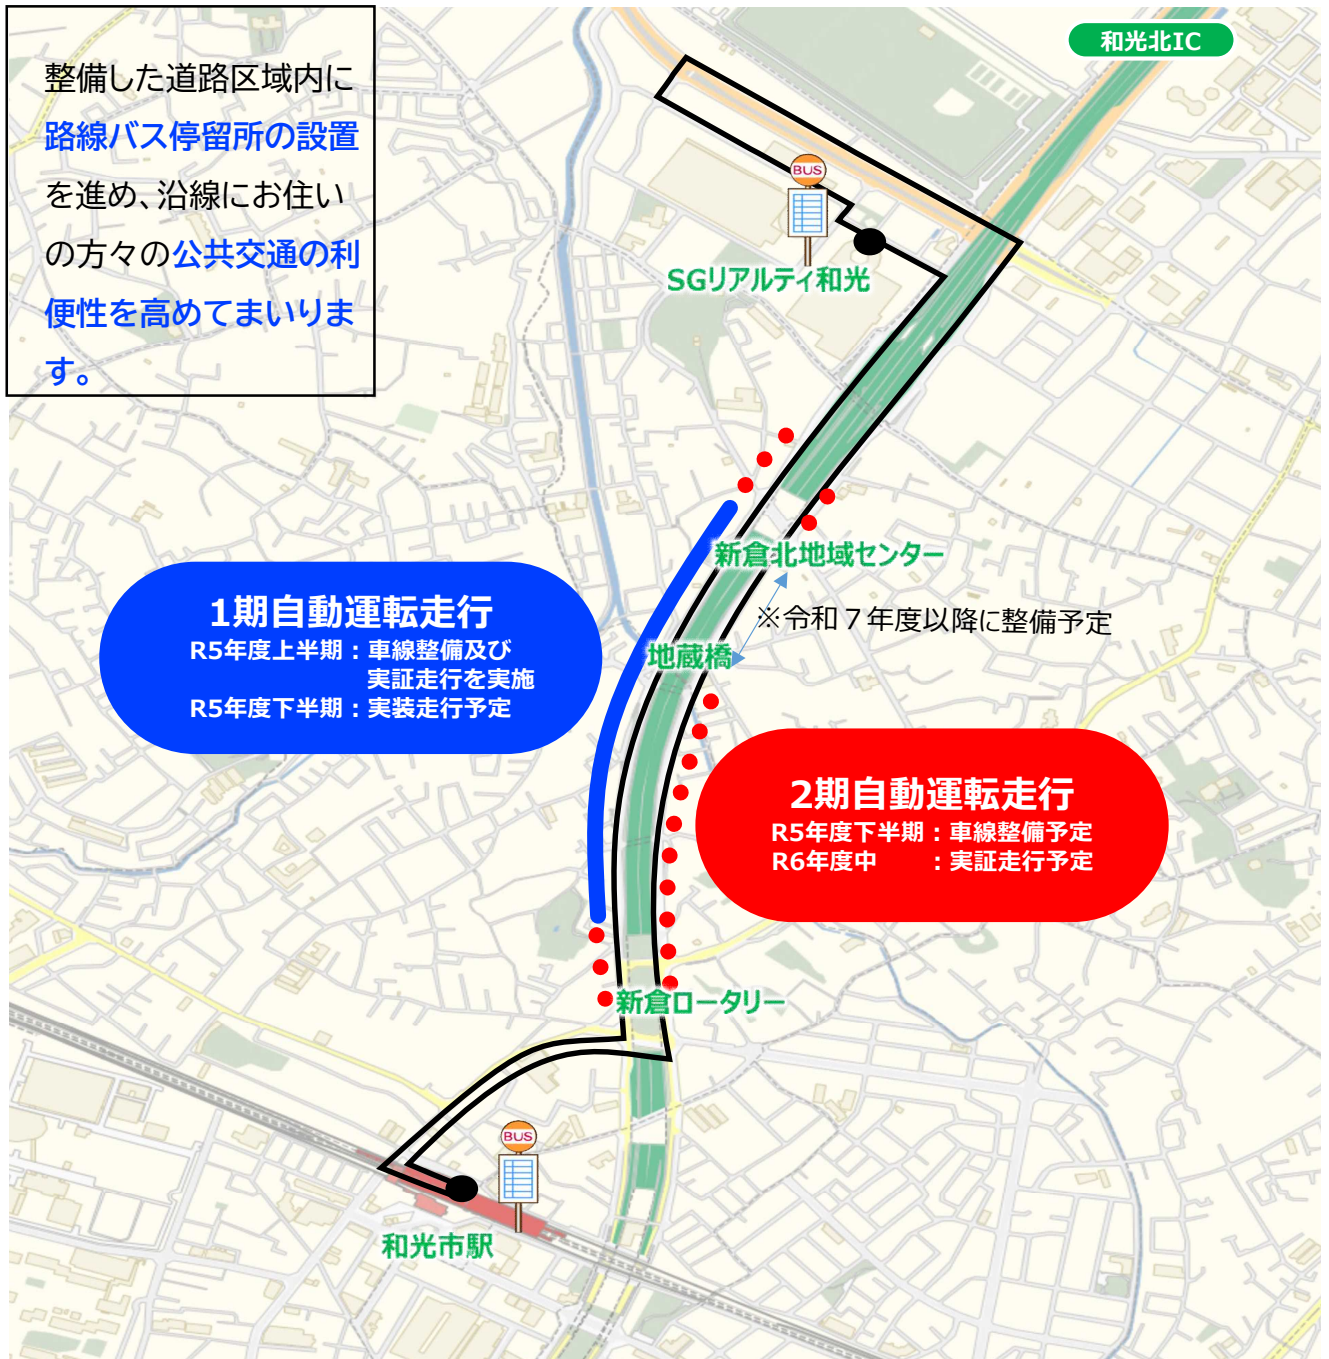 和光北IC
整備した道路区域内に
路線バス停留所の設置
を進め、沿線にお住い
の方々の公共交通の利
便性を高めてまいりま
す。
BUS
SGリアルティ和光
新倉北地域センター
※令和７年度以降に整備予定
地蔵橋
1期自動運転走行
R5年度上半期：車線整備及び
実証走行を実施
R5年度下半期：実装走行予定
2期自動運転走行
R5年度下半期：車線整備予定
R6年度中　　：実証走行予定
新倉ロータリー
BUS
和光市駅